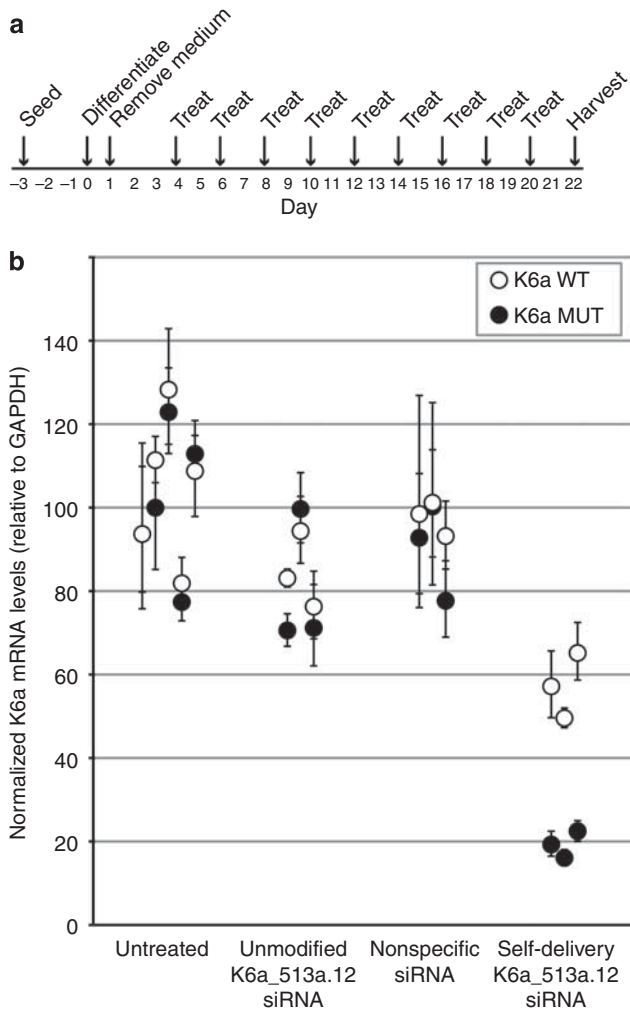 a
Seed
Differentiate
Remove medium
Treat Treat Treat Treat Treat Treat Treat Treat Treat
Harvest
–3 –2 –1 0 1 2 3 4 5 6 7 8 9 10 11 12 13 14 15 16 17 18 19 20 21 22
Day
b
Normalized K6a mRNA levels (relative to GAPDH)
K6a WT
K6a MUT
140
120
100
80
60
40
20
0
Untreated
Unmodified
K6a_513a.12
siRNA
Nonspecific
siRNA
Self-delivery
K6a_513a.12
siRNA